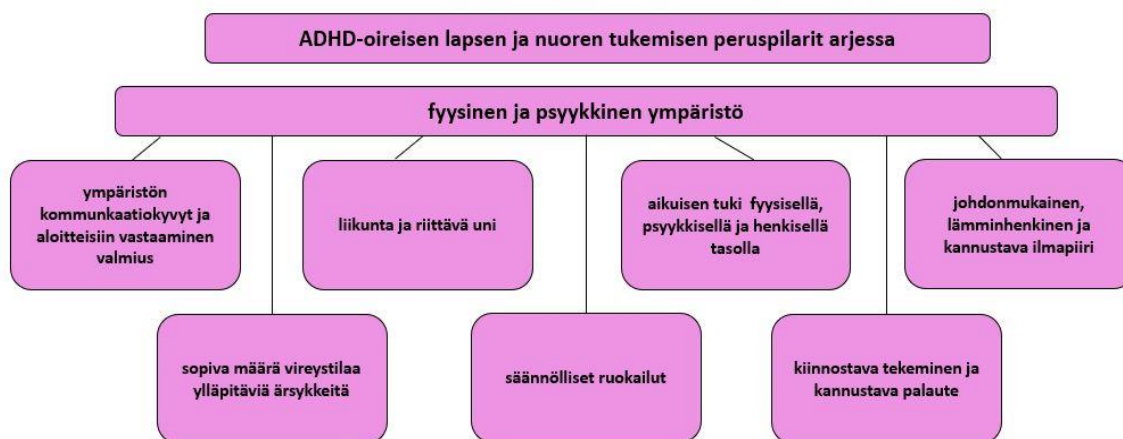 ADHD-oireisen lapsen ja nuoren tukemisen peruspilarit arjessa
fyysinen ja psyykkinen ympäristö
ympäristön
kommunkaatiokyvyt ja
aloitteisiin vastaaminen
valmius
liikunta ja riittävä uni
aikuisen tuki fyysisellä,
psyykkisellä ja henkisellä
tasolla
johdonmukainen,
lämminhenkinen ja
kannustava ilmapiiri
sopiva määrä vireystilaa
ylläpitäviä ärsykkeitä
säännölliset ruokailut
kiinnostava tekeminen ja
kannustava palaute